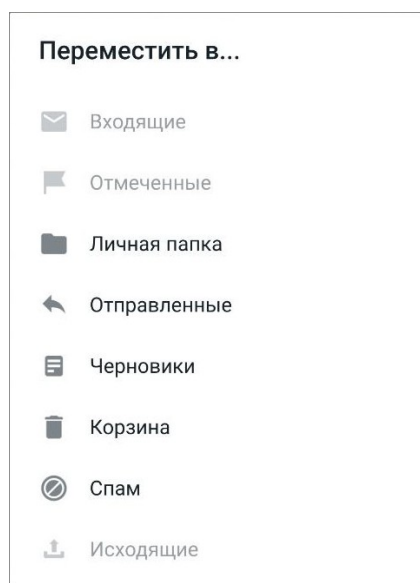 Переместить в...
Входящие
Отмеченные
Личная папка
Отправленные
Черновики
Корзина
Спам
Исходящие